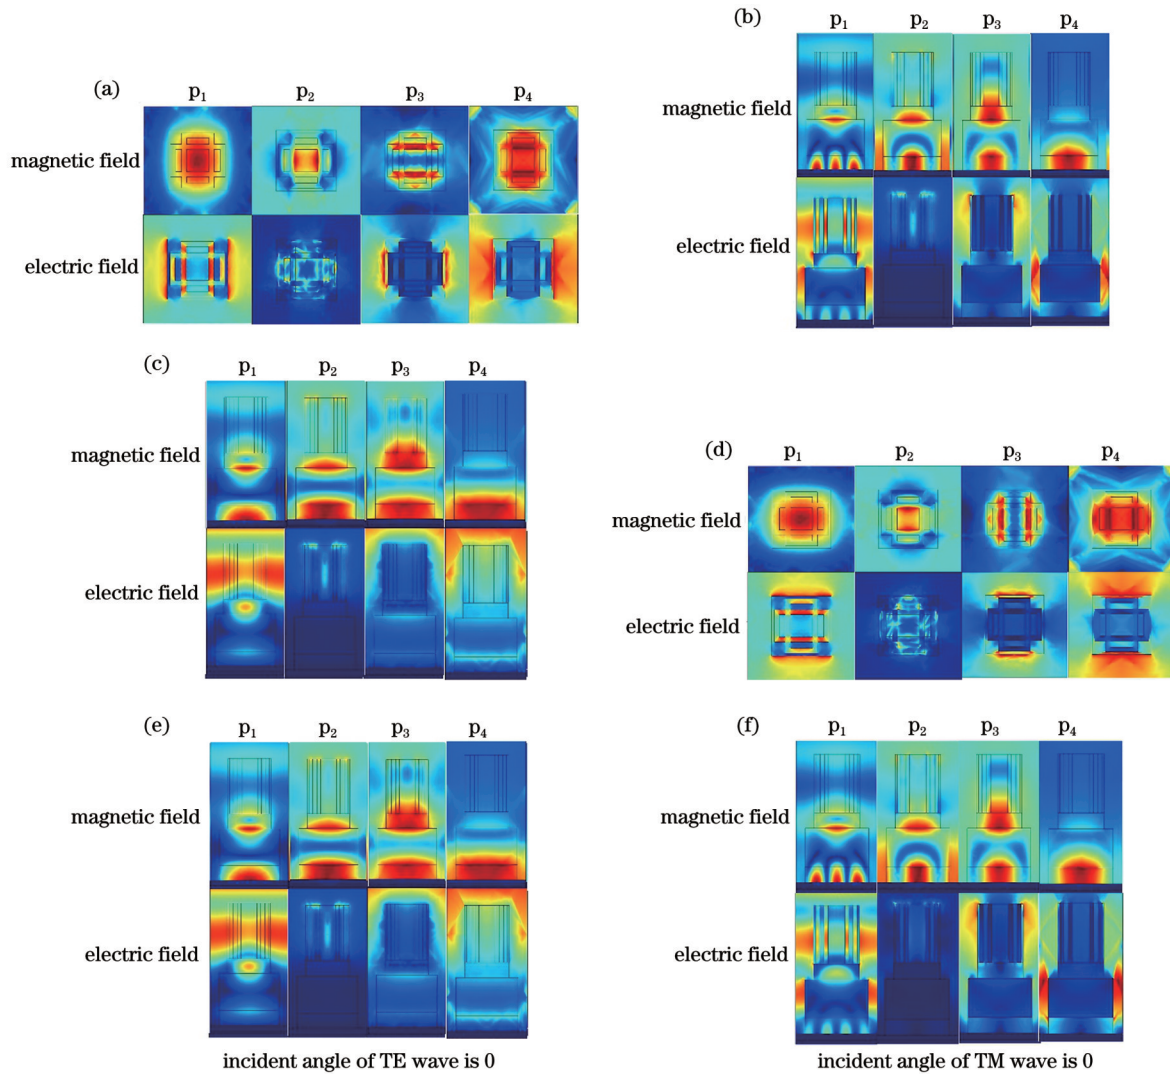 (a)
p₁ p₂ p₃ p₄
magnetic field
electric field
(b)
p₁ p₂ p₃ p₄
magnetic field
electric field
(c)
p₁ p₂ p₃ p₄
magnetic field
electric field
(d)
p₁ p₂ p₃ p₄
magnetic field
electric field
(e)
p₁ p₂ p₃ p₄
magnetic field
electric field
incident angle of TE wave is 0
(f)
p₁ p₂ p₃ p₄
magnetic field
electric field
incident angle of TM wave is 0